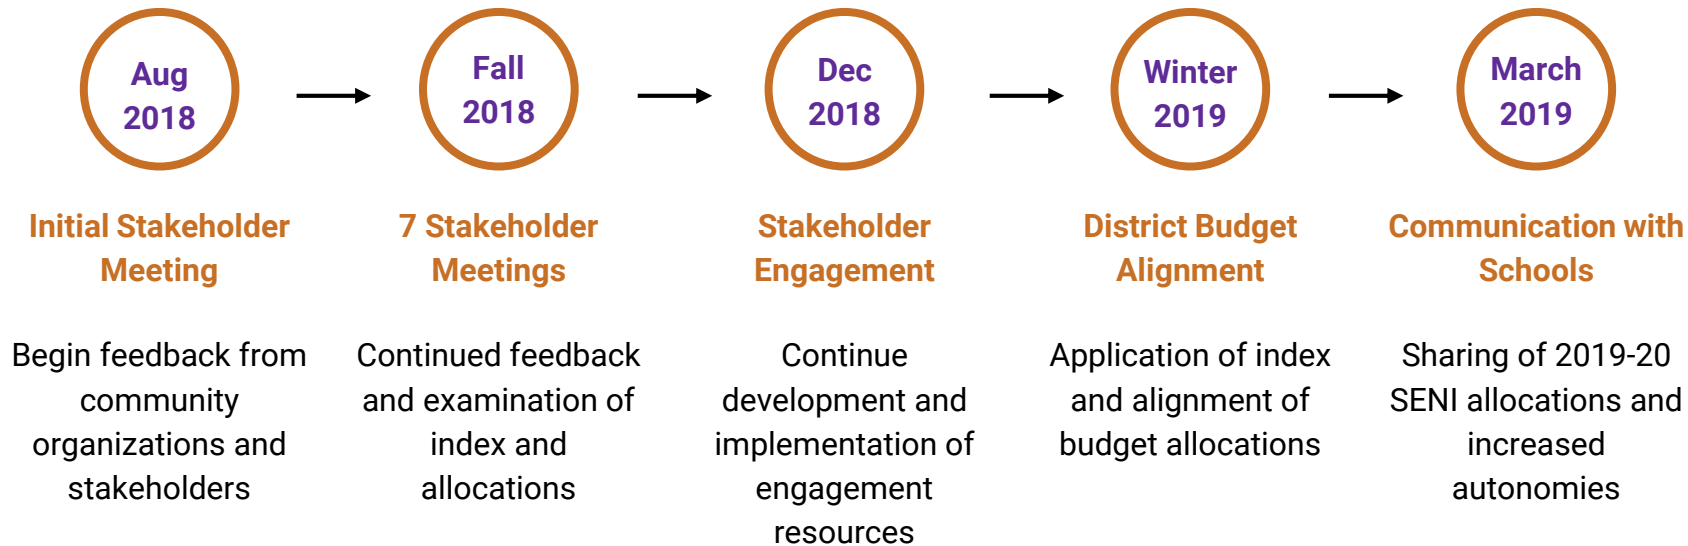 Aug
2018
Initial Stakeholder
Meeting
Begin feedback from
community
organizations and
stakeholders
Fall
2018
7 Stakeholder
Meetings
Continued feedback
and examination of
index and
allocations
Dec
2018
Stakeholder
Engagement
Continue
development and
implementation of
engagement
resources
Winter
2019
District Budget
Alignment
Application of index
and alignment of
budget allocations
March
2019
Communication with
Schools
Sharing of 2019-20
SENI allocations and
increased
autonomies